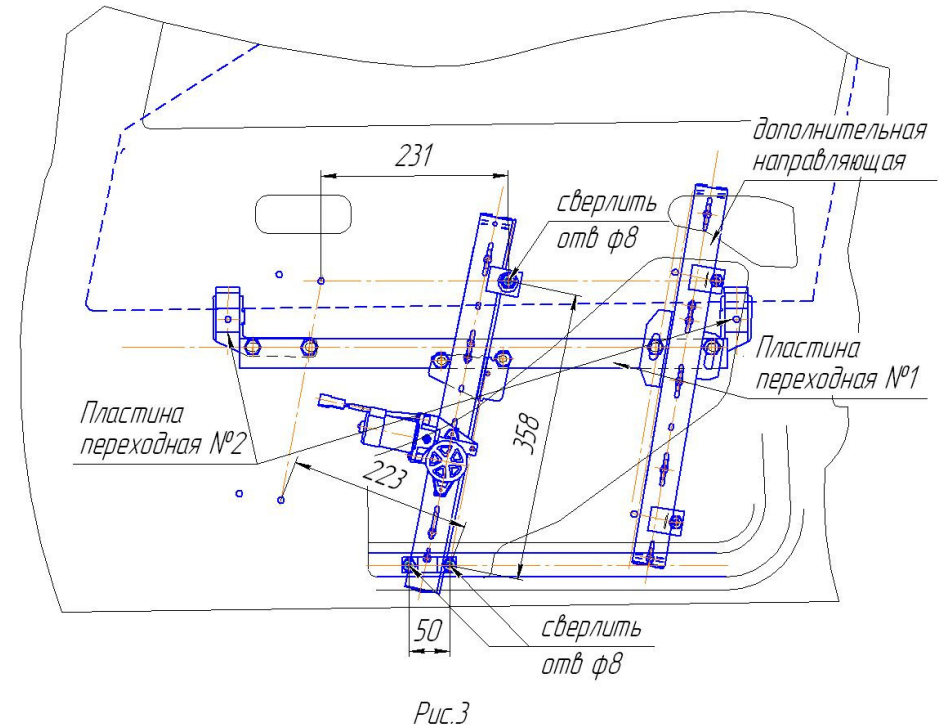 дополнительная
направляющая
231
сверлить
отв ф8
Пластина
переходная №1
Пластина
переходная №2
358
223
50
сверлить
отв ф8
Рис.3